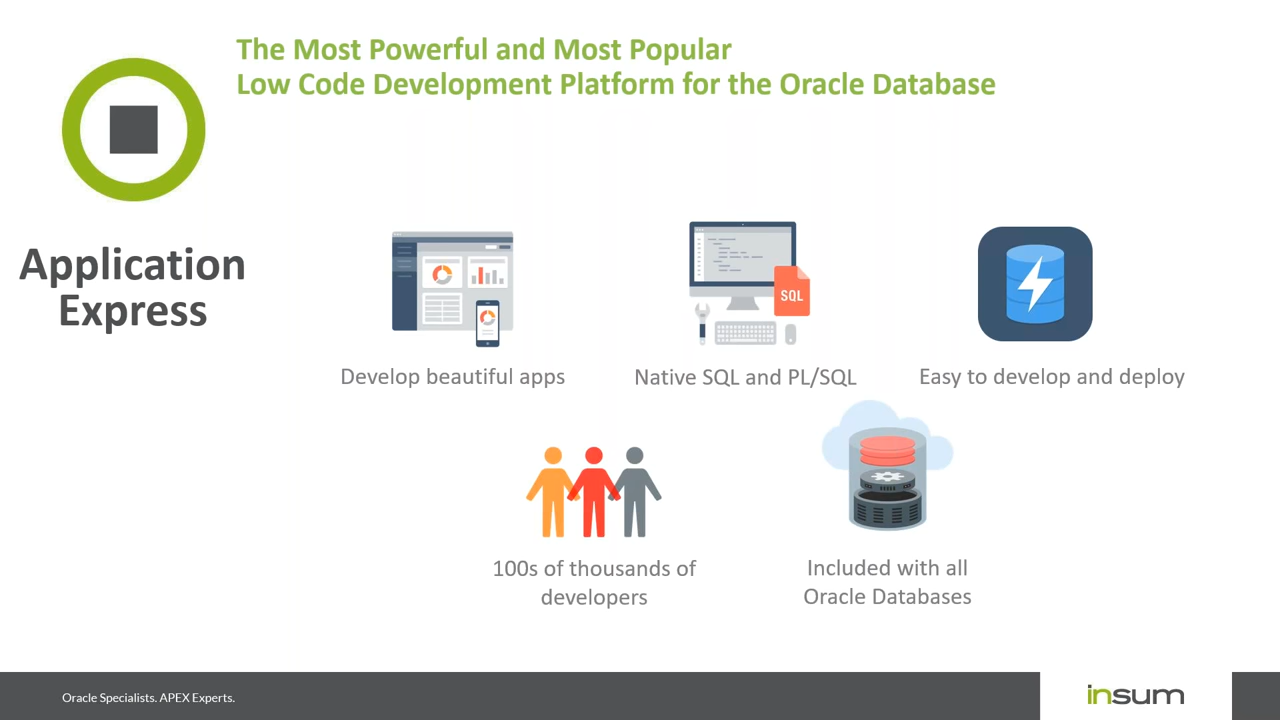 The Most Powerful and Most Popular
Low Code Development Platform for the Oracle Database
Application
Express
SQL
Develop beautiful apps
Native SQL and PL/SQL
Easy to develop and deploy
100s of thousands of
developers
Included with all
Oracle Databases
Oracle Specialists. APEX Experts.
insum